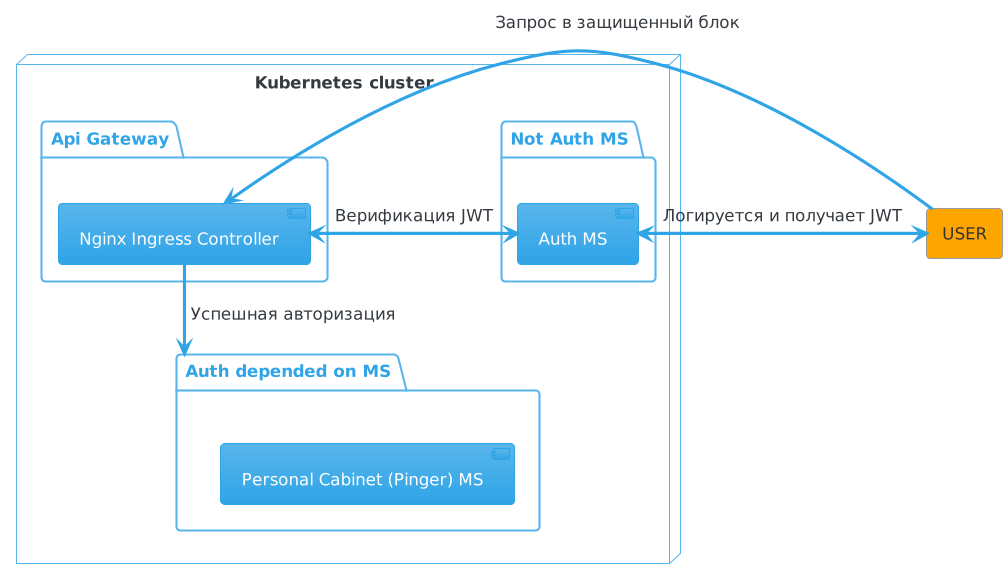 Запрос в защищенный блок
Kubernetes cluster
Api Gateway
Not Auth MS
Верификация JWT
Логируется и получает JWT
Nginx Ingress Controller
Auth MS
USER
Успешная авторизация
Auth depended on MS
Personal Cabinet (Pinger) MS